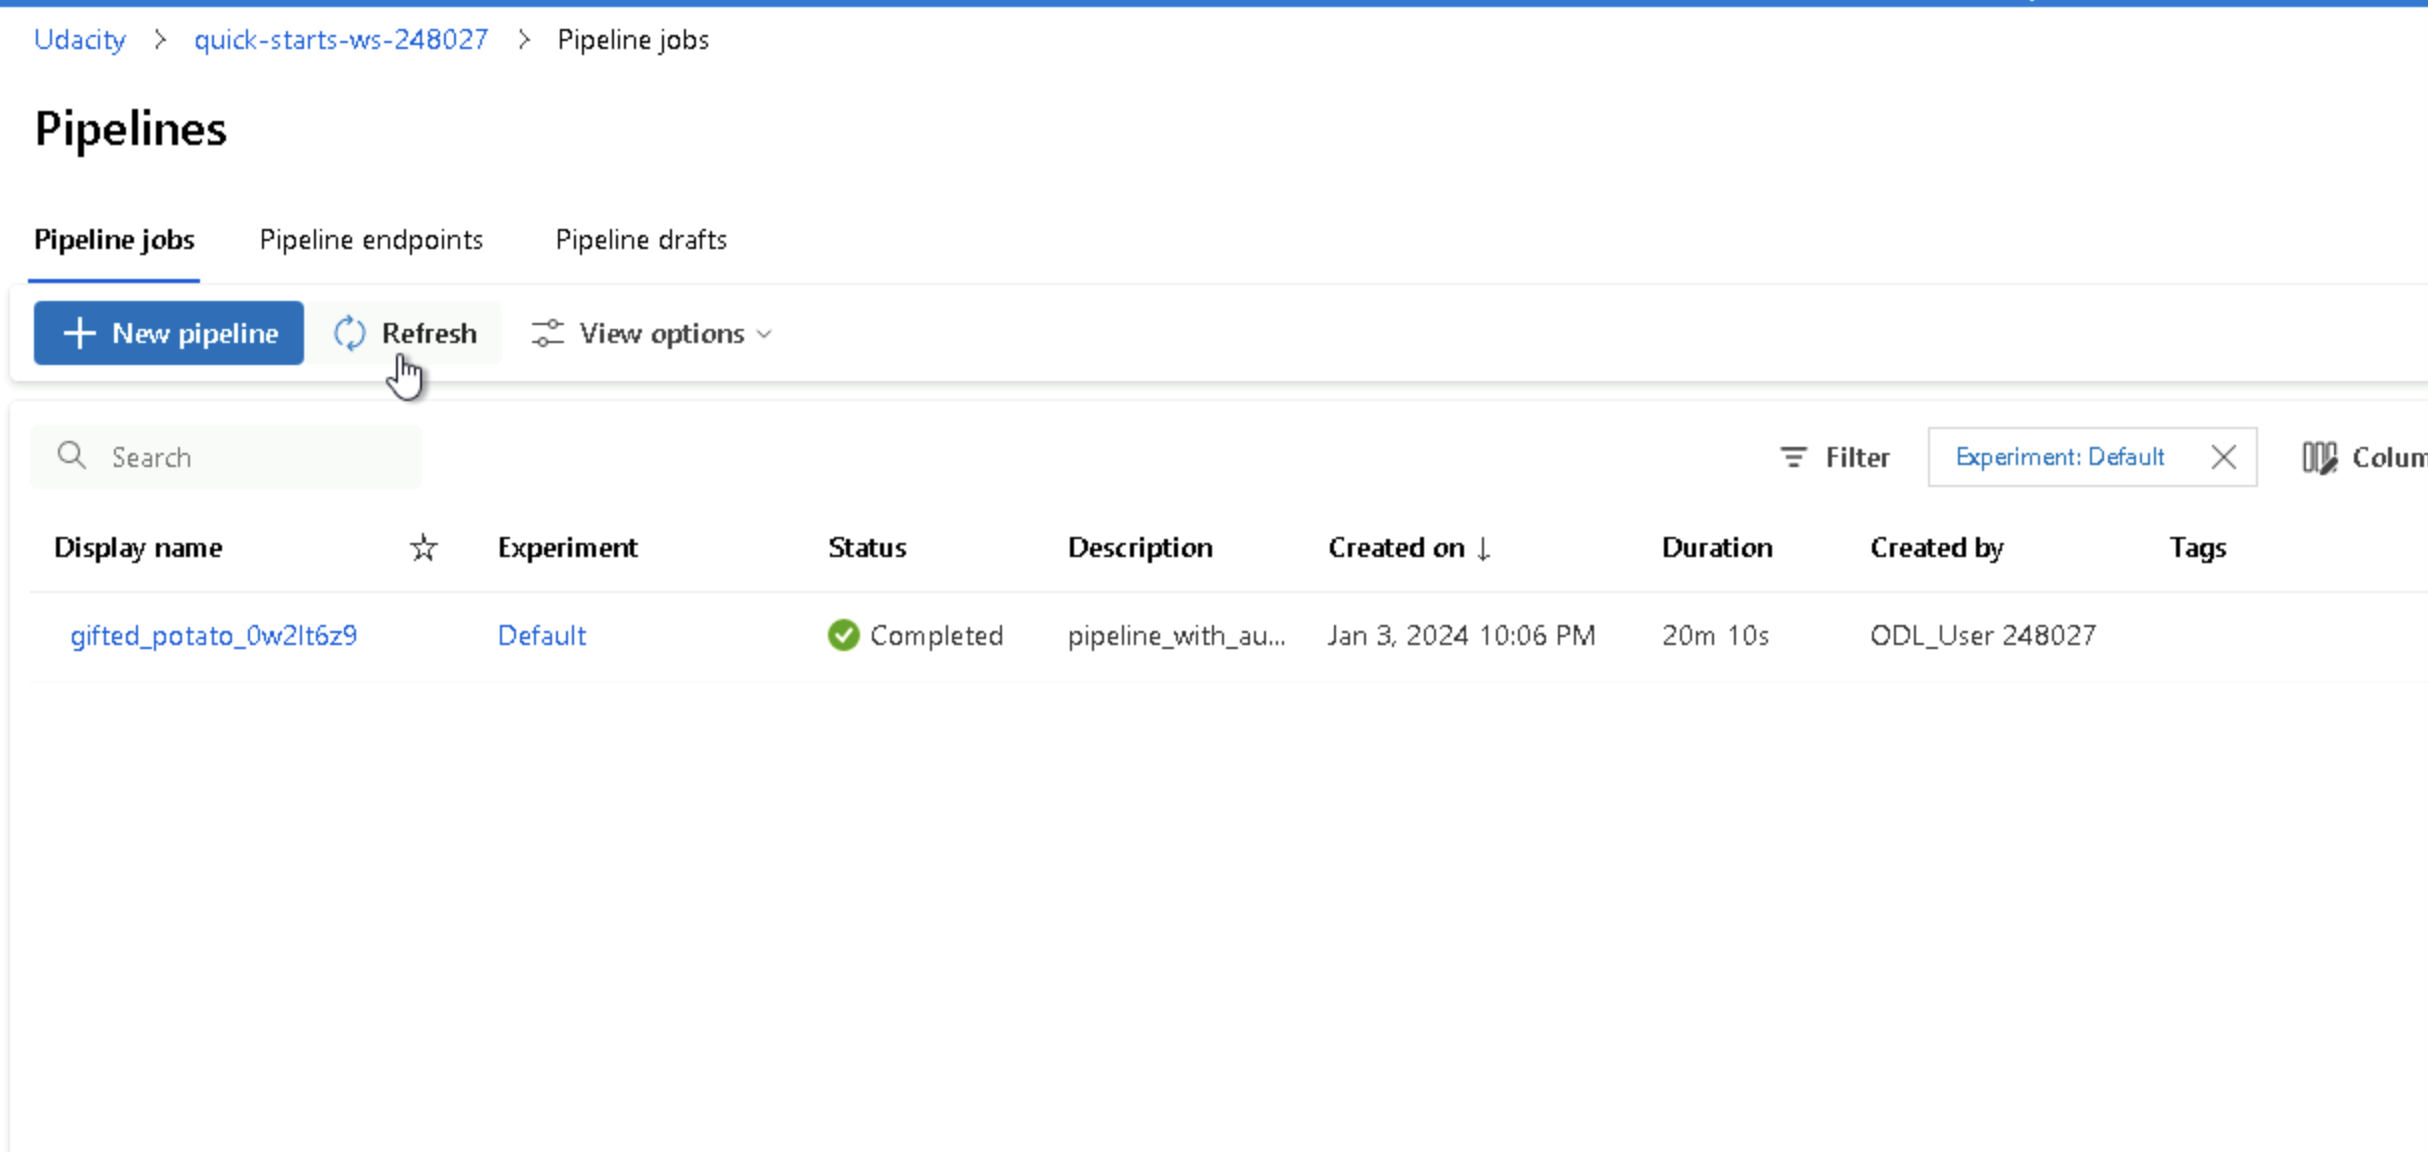 Udacity > quick-starts-ws-248027 > Pipeline jobs
Pipelines
Pipeline jobs Pipeline endpoints Pipeline drafts
+ New pipeline Refresh View options
Search Filter Experiment: Default Colum
Display name Experiment Status Description Created on ↓ Duration Created by Tags
gifted_potato_0w2lt6z9 Default Completed pipeline_with_au... Jan 3, 2024 10:06 PM 20m 10s ODL_User 248027